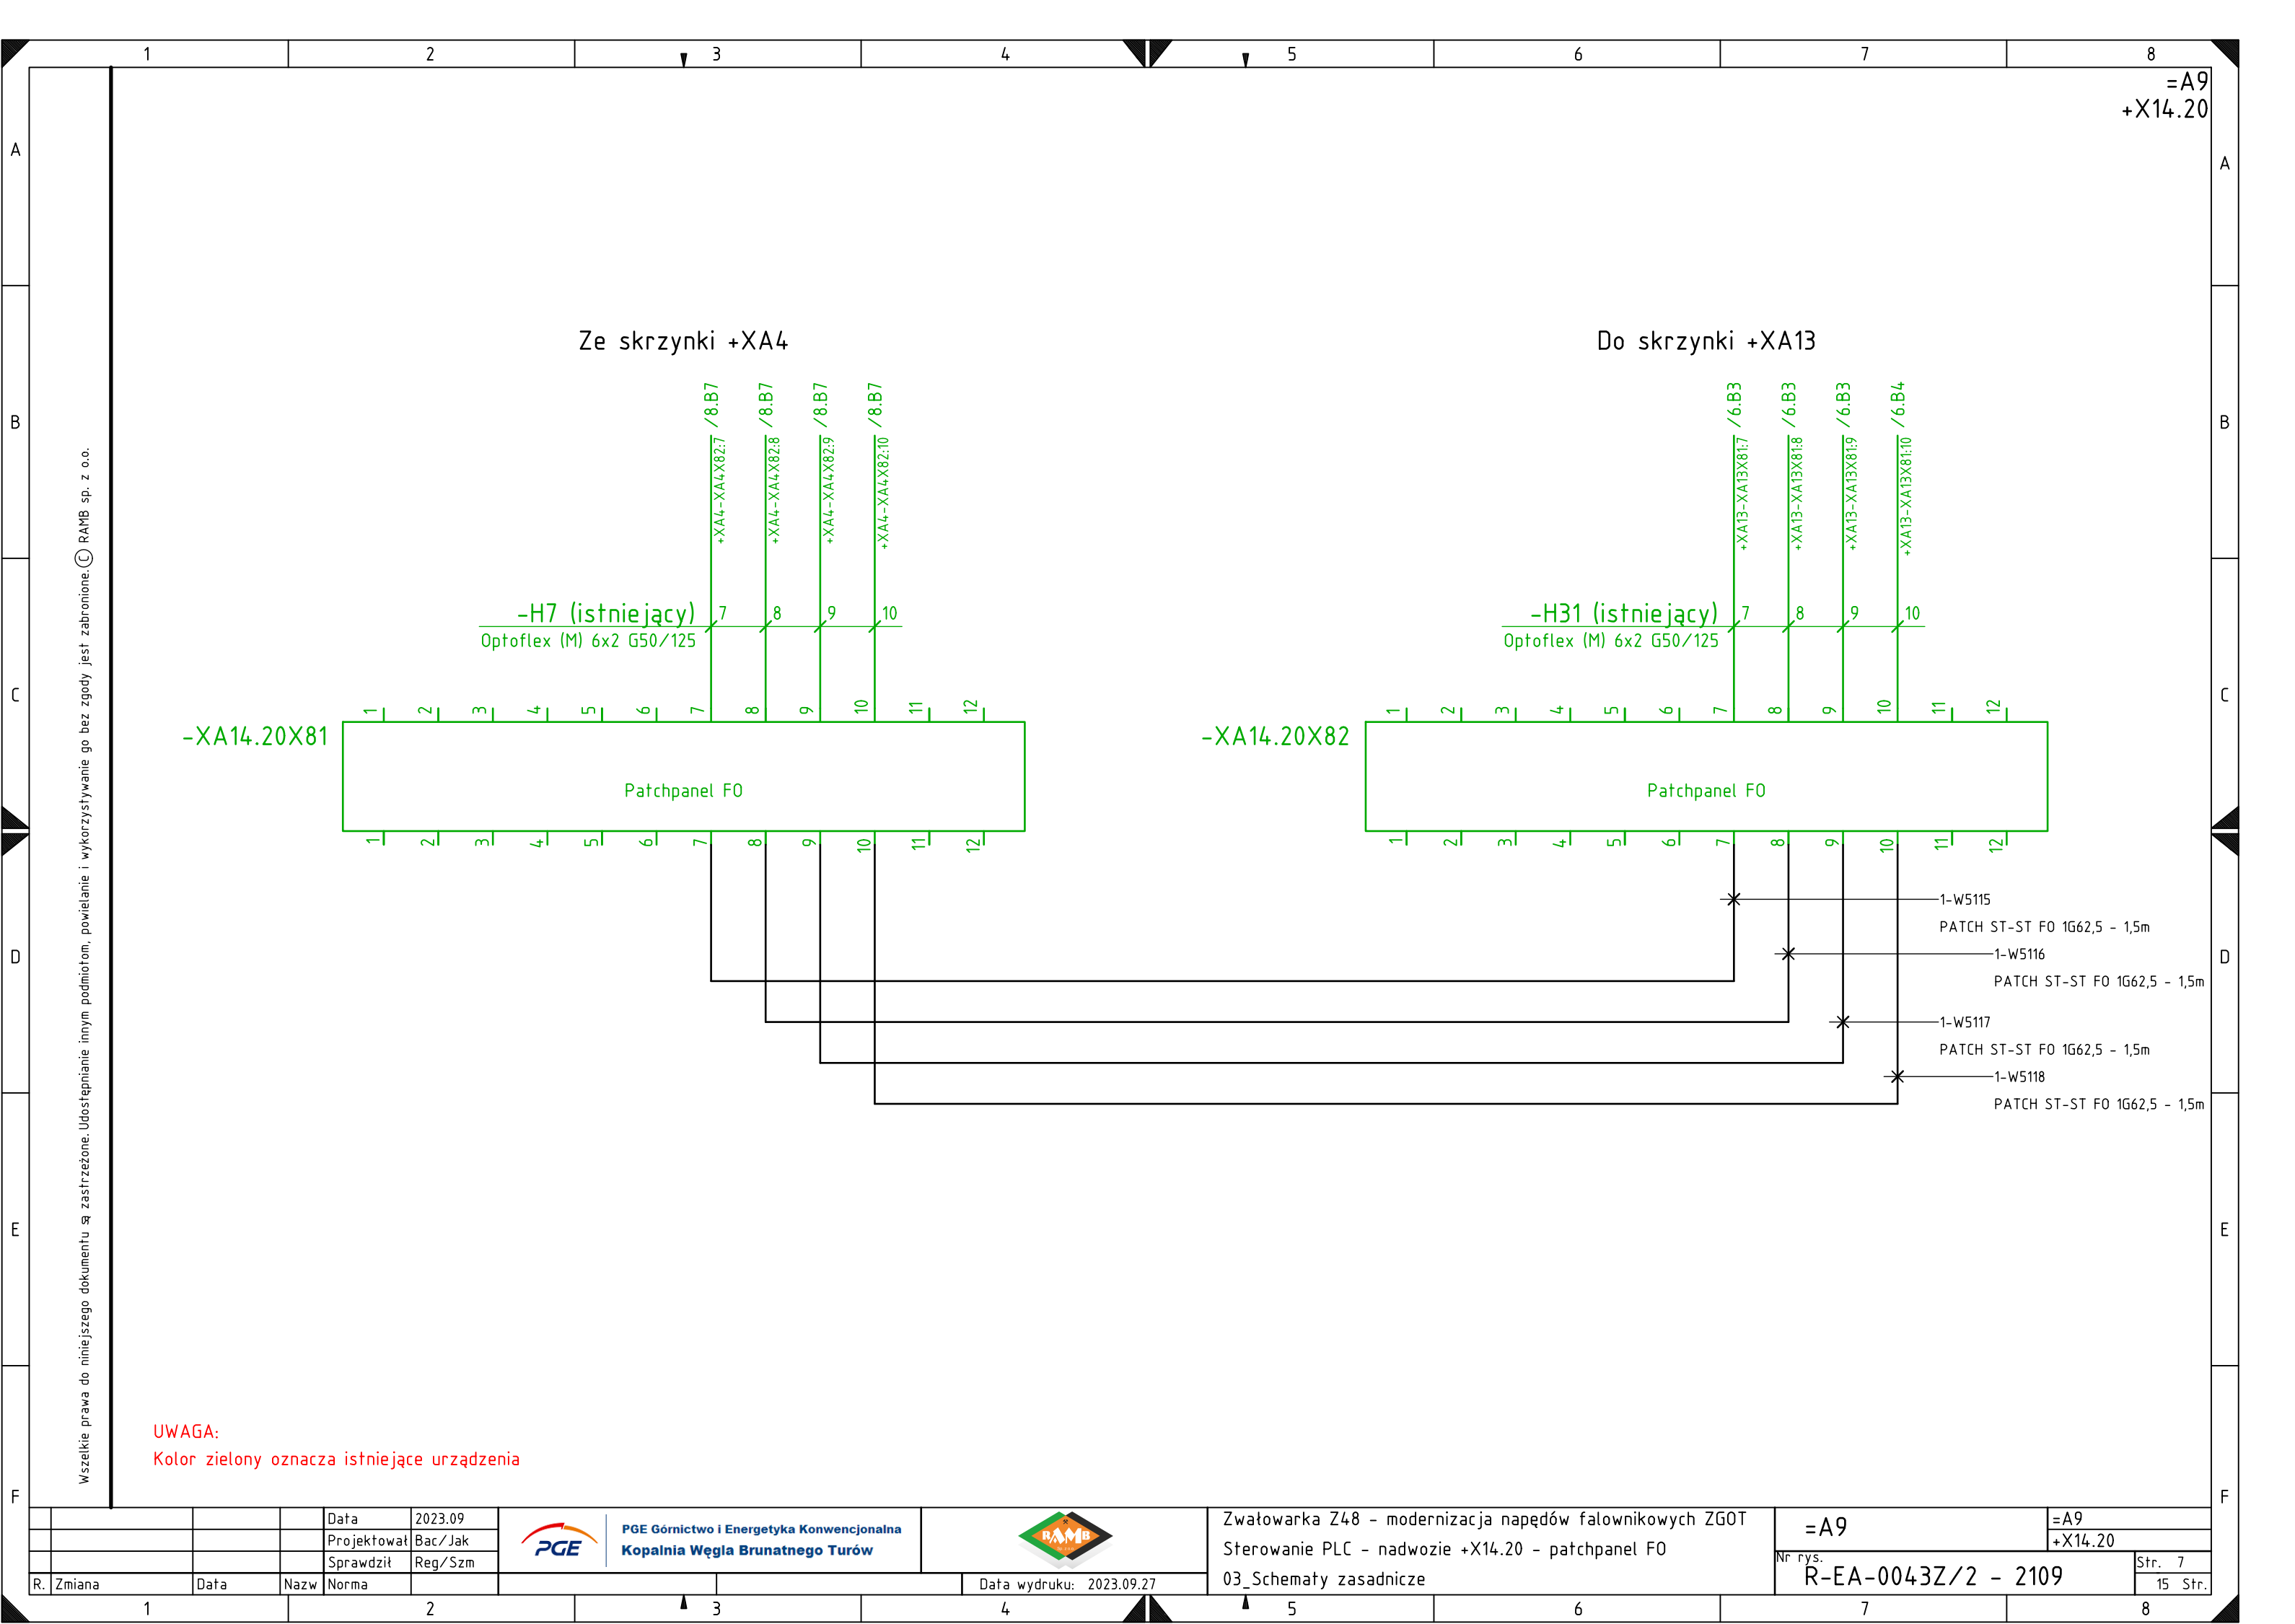 1 2 3 4 5 6 7 8
=A9
+X14.20
A A
B B
C C
D D
E E
F F
Wszelkie prawa do niniejszego dokumentu są zastrzeżone. Udostępnianie innym podmiotom, powielanie i wykorzystywanie go bez zgody jest zabronione. © RAMB sp. z o.o.
Ze skrzynki +XA4
/8.B7 /8.B7 /8.B7 /8.B7
+XA4-XA4X82:7 +XA4-XA4X82:8 +XA4-XA4X82:9 +XA4-XA4X82:10
-H7 (istniejący) 7 8 9 10
Optoflex (M) 6x2 G50/125
1 2 3 4 5 6 7 8 9 10 11 12
-XA14.20X81
Patchpanel FO
1 2 3 4 5 6 7 8 9 10 11 12
Do skrzynki +XA13
/6.B3 /6.B3 /6.B3 /6.B4
+XA13-XA13X81:7 +XA13-XA13X81:8 +XA13-XA13X81:9 +XA13-XA13X81:10
-H31 (istniejący) 7 8 9 10
Optoflex (M) 6x2 G50/125
1 2 3 4 5 6 7 8 9 10 11 12
-XA14.20X82
Patchpanel FO
1 2 3 4 5 6 7 8 9 10 11 12
1-W5115
PATCH ST-ST FO 1G62,5 - 1,5m
1-W5116
PATCH ST-ST FO 1G62,5 - 1,5m
1-W5117
PATCH ST-ST FO 1G62,5 - 1,5m
1-W5118
PATCH ST-ST FO 1G62,5 - 1,5m
UWAGA:
Kolor zielony oznacza istniejące urządzenia
Data 2023.09
Projektował Bac/Jak
Sprawdził Reg/Szm
R. Zmiana Data Nazw Norma
PGE
PGE Górnictwo i Energetyka Konwencjonalna
Kopalnia Węgla Brunatnego Turów
RAMB
Data wydruku: 2023.09.27
Zwałowarka Z48 - modernizacja napędów falownikowych ZGOT
Sterowanie PLC - nadwozie +X14.20 - patchpanel FO
03_Schematy zasadnicze
=A9
=A9
+X14.20
Nr rys.
R-EA-0043Z/2 - 2109
Str. 7
15 Str.
1 2 3 4 5 6 7 8